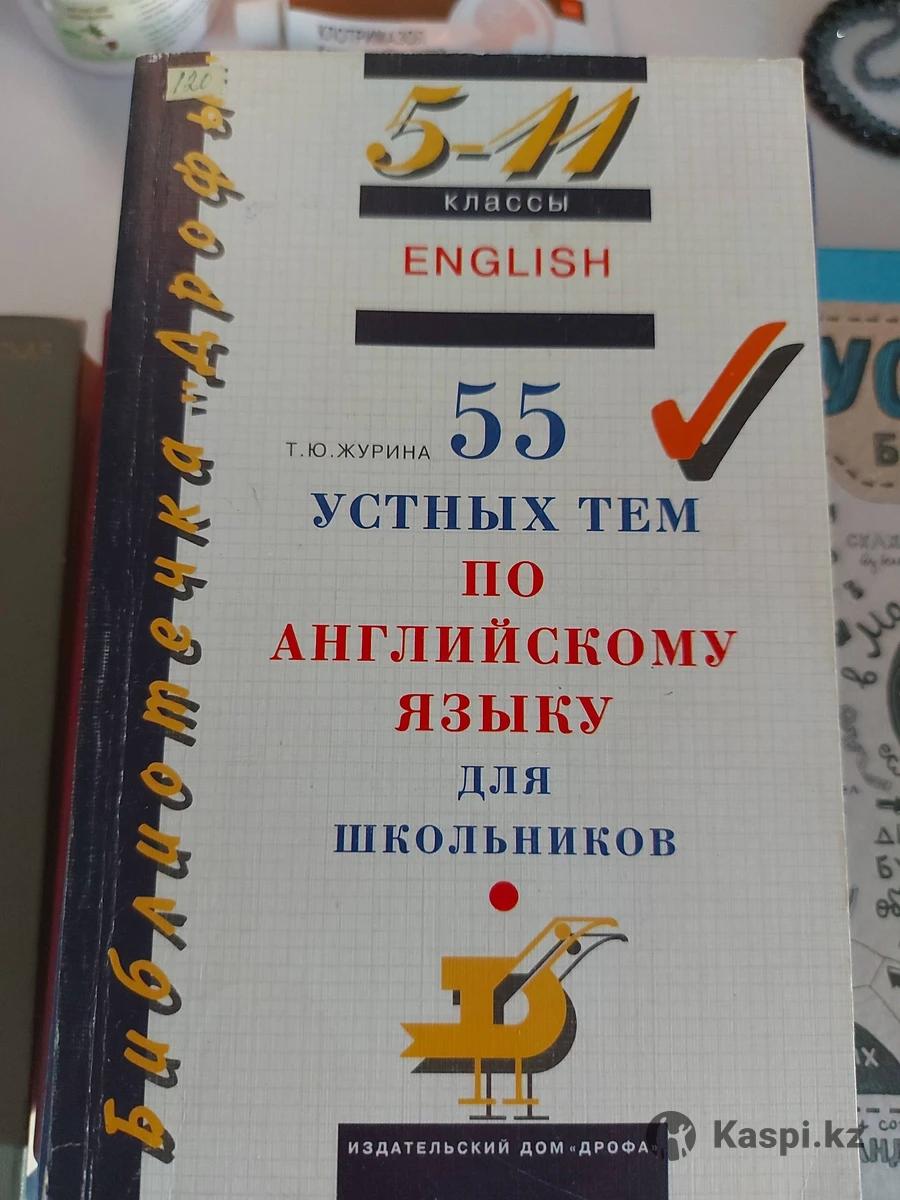 КЛОТРИМАЗОЛ
120
Библиотечка "Дрофы"
5-11
классы
ENGLISH
Т.Ю.ЖУРИНА
55
УСТНЫХ ТЕМ
ПО
АНГЛИЙСКОМУ
ЯЗЫКУ
ДЛЯ
ШКОЛЬНИКОВ
ИЗДАТЕЛЬСКИЙ ДОМ «ДРОФА»
Kaspi.kz